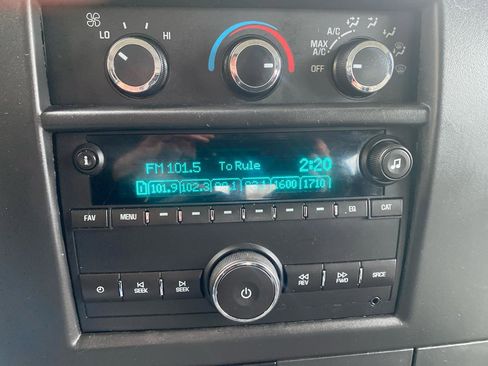 LO HI
A/C
MAX A/C
OFF
i
FM 101.5 To Rule 2:20
1 101.9 102.3 1600 1710
FAV MENU EQ CAT
SEEK SEEK REV FWD SRCE